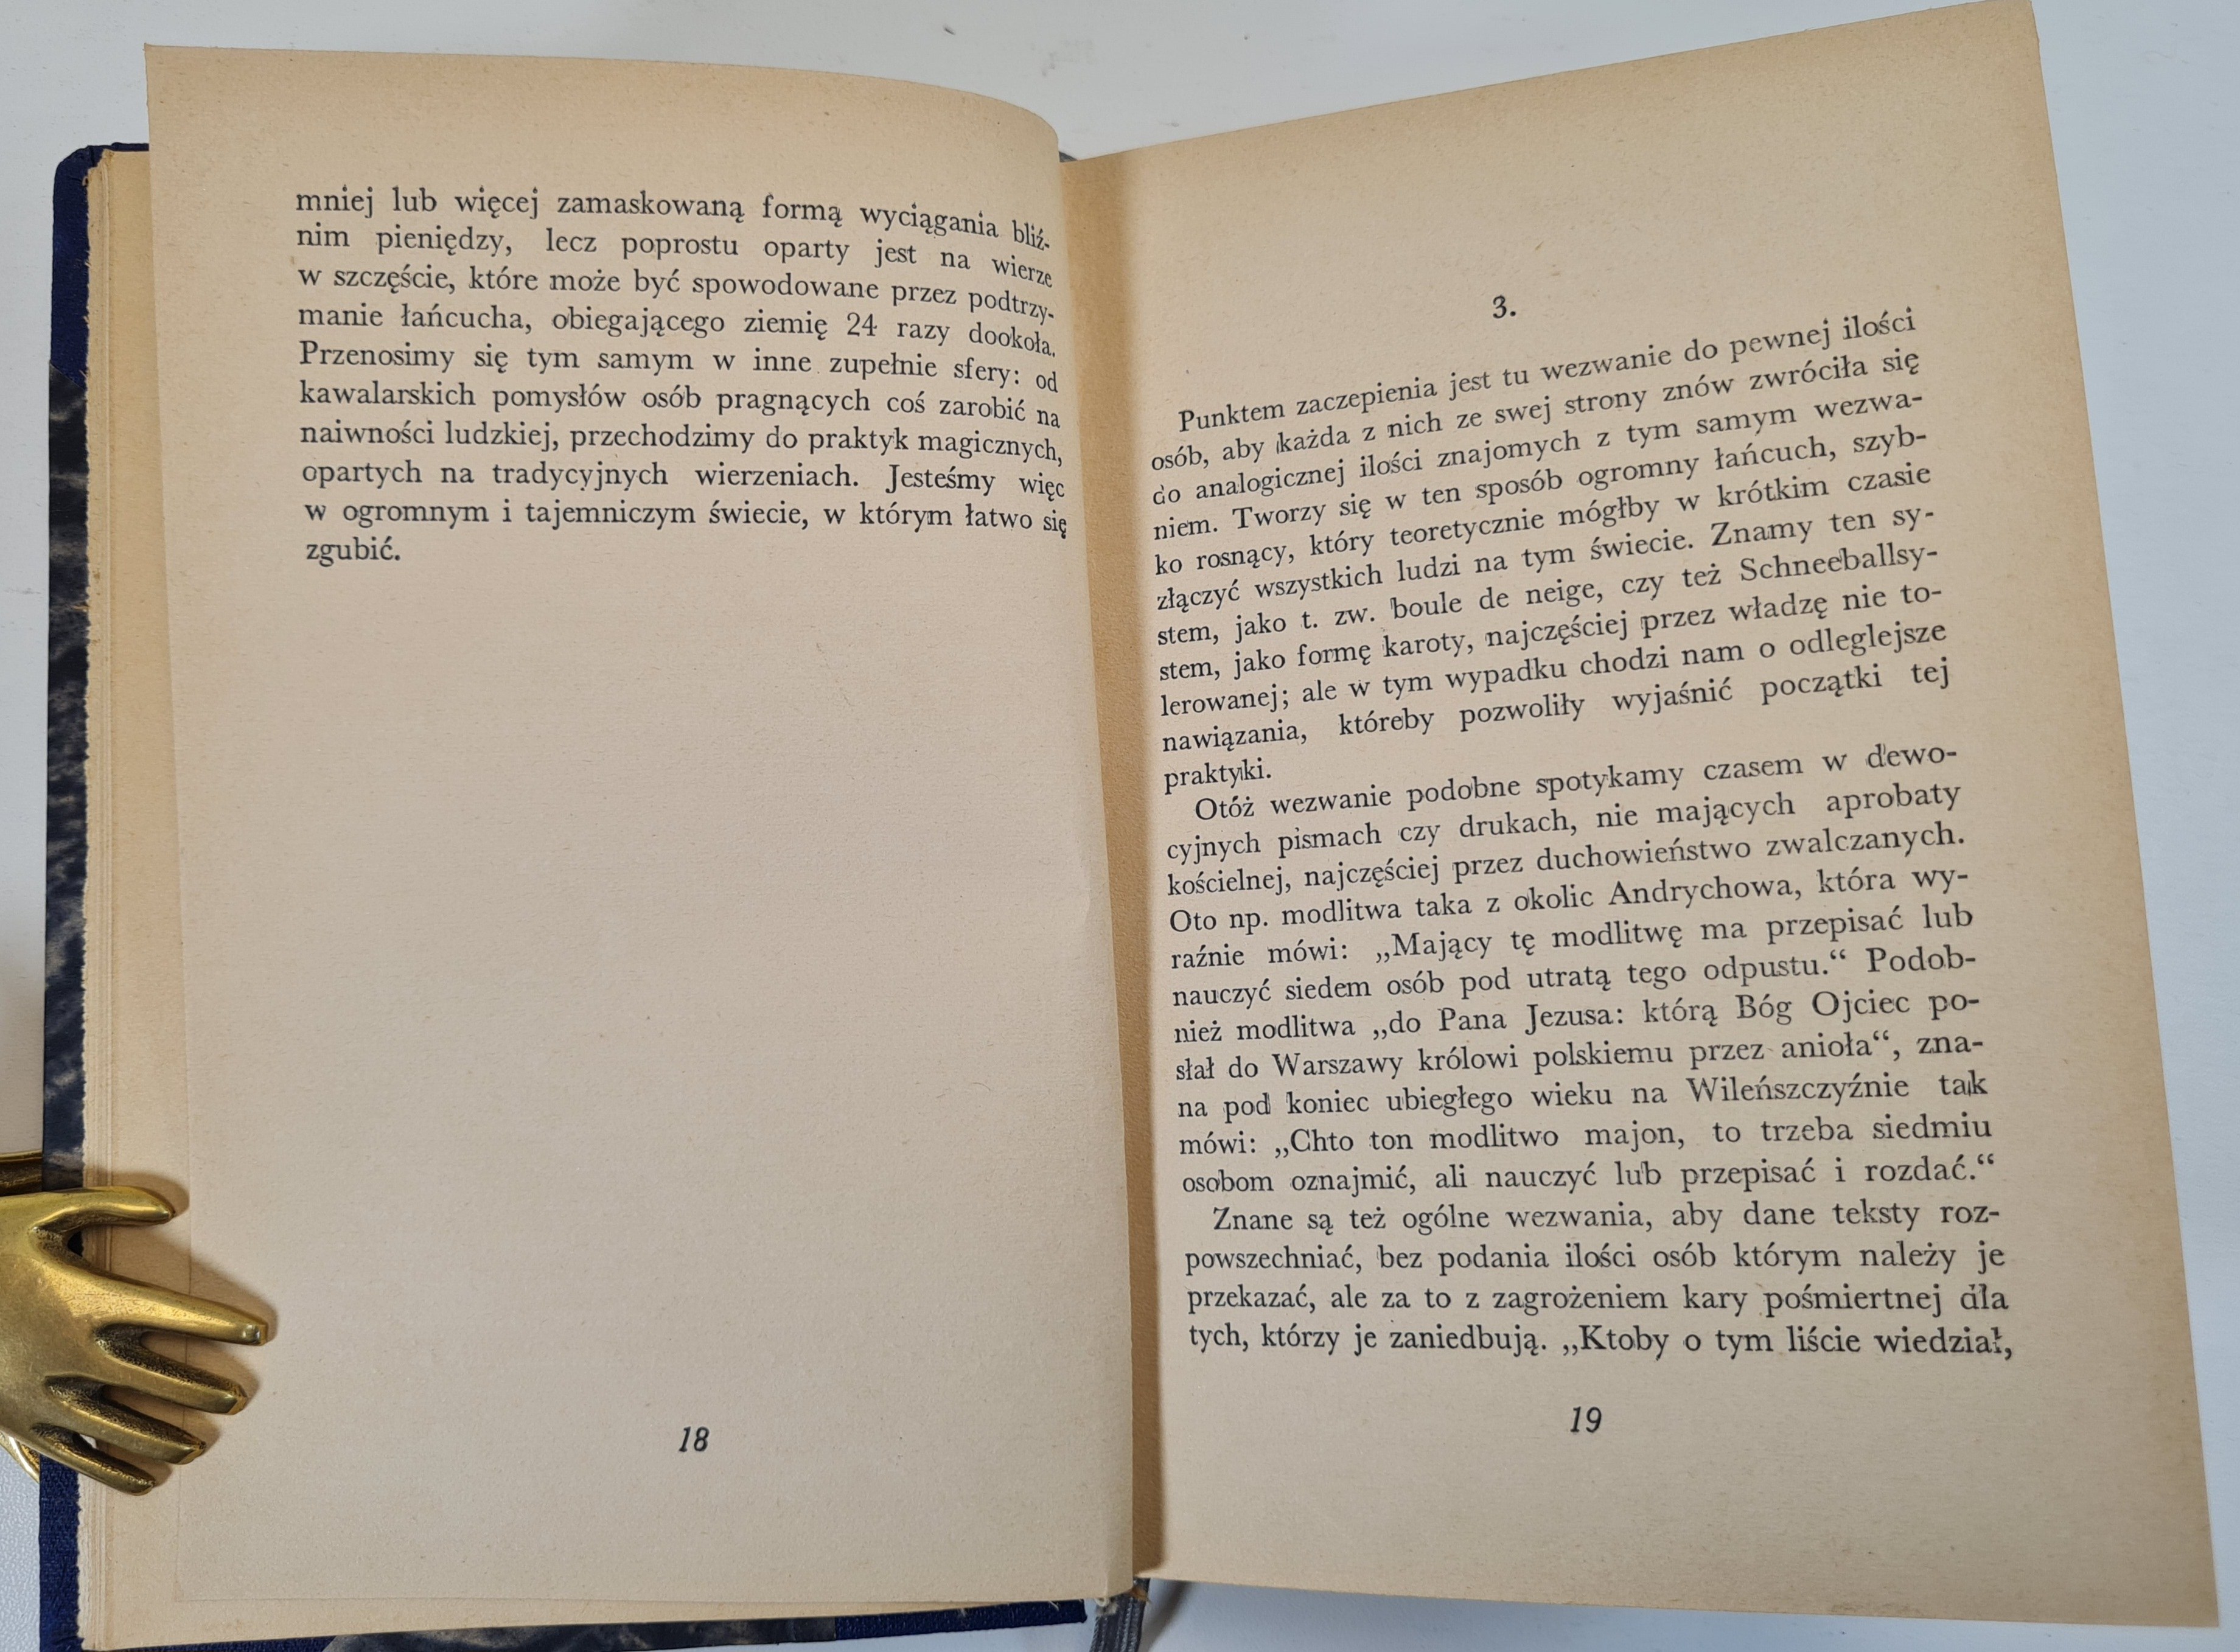 mniej lub więcej zamaskowaną formą wyciągania bliź-
nim pieniędzy, lecz poprostu oparty jest na wierze
w szczęście, które może być spowodowane przez podtrzy-
manie łańcucha, obiegającego ziemię 24 razy dookoła.
Przenosimy się tym samym w inne zupełnie sfery: od
kawalarskich pomysłów osób pragnących coś zarobić na
naiwności ludzkiej, przechodzimy do praktyk magicznych,
opartych na tradycyjnych wierzeniach. Jesteśmy więc
w ogromnym i tajemniczym świecie, w którym łatwo się
zgubić.
18
3.
Punktem zaczepienia jest tu wezwanie do pewnej ilości
osób, aby każda z nich ze swej strony znów zwróciła się
do analogicznej ilości znajomych z tym samym wezwa-
niem. Tworzy się w ten sposób ogromny łańcuch, szyb-
ko rosnący, który teoretycznie mógłby w krótkim czasie
złączyć wszystkich ludzi na tym świecie. Znamy ten sy-
stem, jako t. zw. boule de neige, czy też Schneeballsy-
stem, jako formę karoty, najczęściej przez władzę nie to-
lerowanej; ale w tym wypadku chodzi nam o odleglejsze
nawiązania, któreby pozwoliły wyjaśnić początki tej
praktyki.
Otóż wezwanie podobne spotykamy czasem w dewo-
cyjnych pismach czy drukach, nie mających aprobaty
kościelnej, najczęściej przez duchowieństwo zwalczanych.
Oto np. modlitwa taka z okolic Andrychowa, która wy-
raźnie mówi: „Mający tę modlitwę ma przepisać lub
nauczyć siedem osób pod utratą tego odpustu.“ Podob-
nież modlitwa „do Pana Jezusa: którą Bóg Ojciec po-
słał do Warszawy królowi polskiemu przez anioła“, zna-
na pod koniec ubiegłego wieku na Wileńszczyźnie tak
mówi: „Chto ton modlitwo majon, to trzeba siedmiu
osobom oznajmić, ali nauczyć lub przepisać i rozdać.“
Znane są też ogólne wezwania, aby dane teksty roz-
powszechniać, bez podania ilości osób którym należy je
przekazać, ale za to z zagrożeniem kary pośmiertnej dla
tych, którzy je zaniedbują. „Ktoby o tym liście wiedział,
19